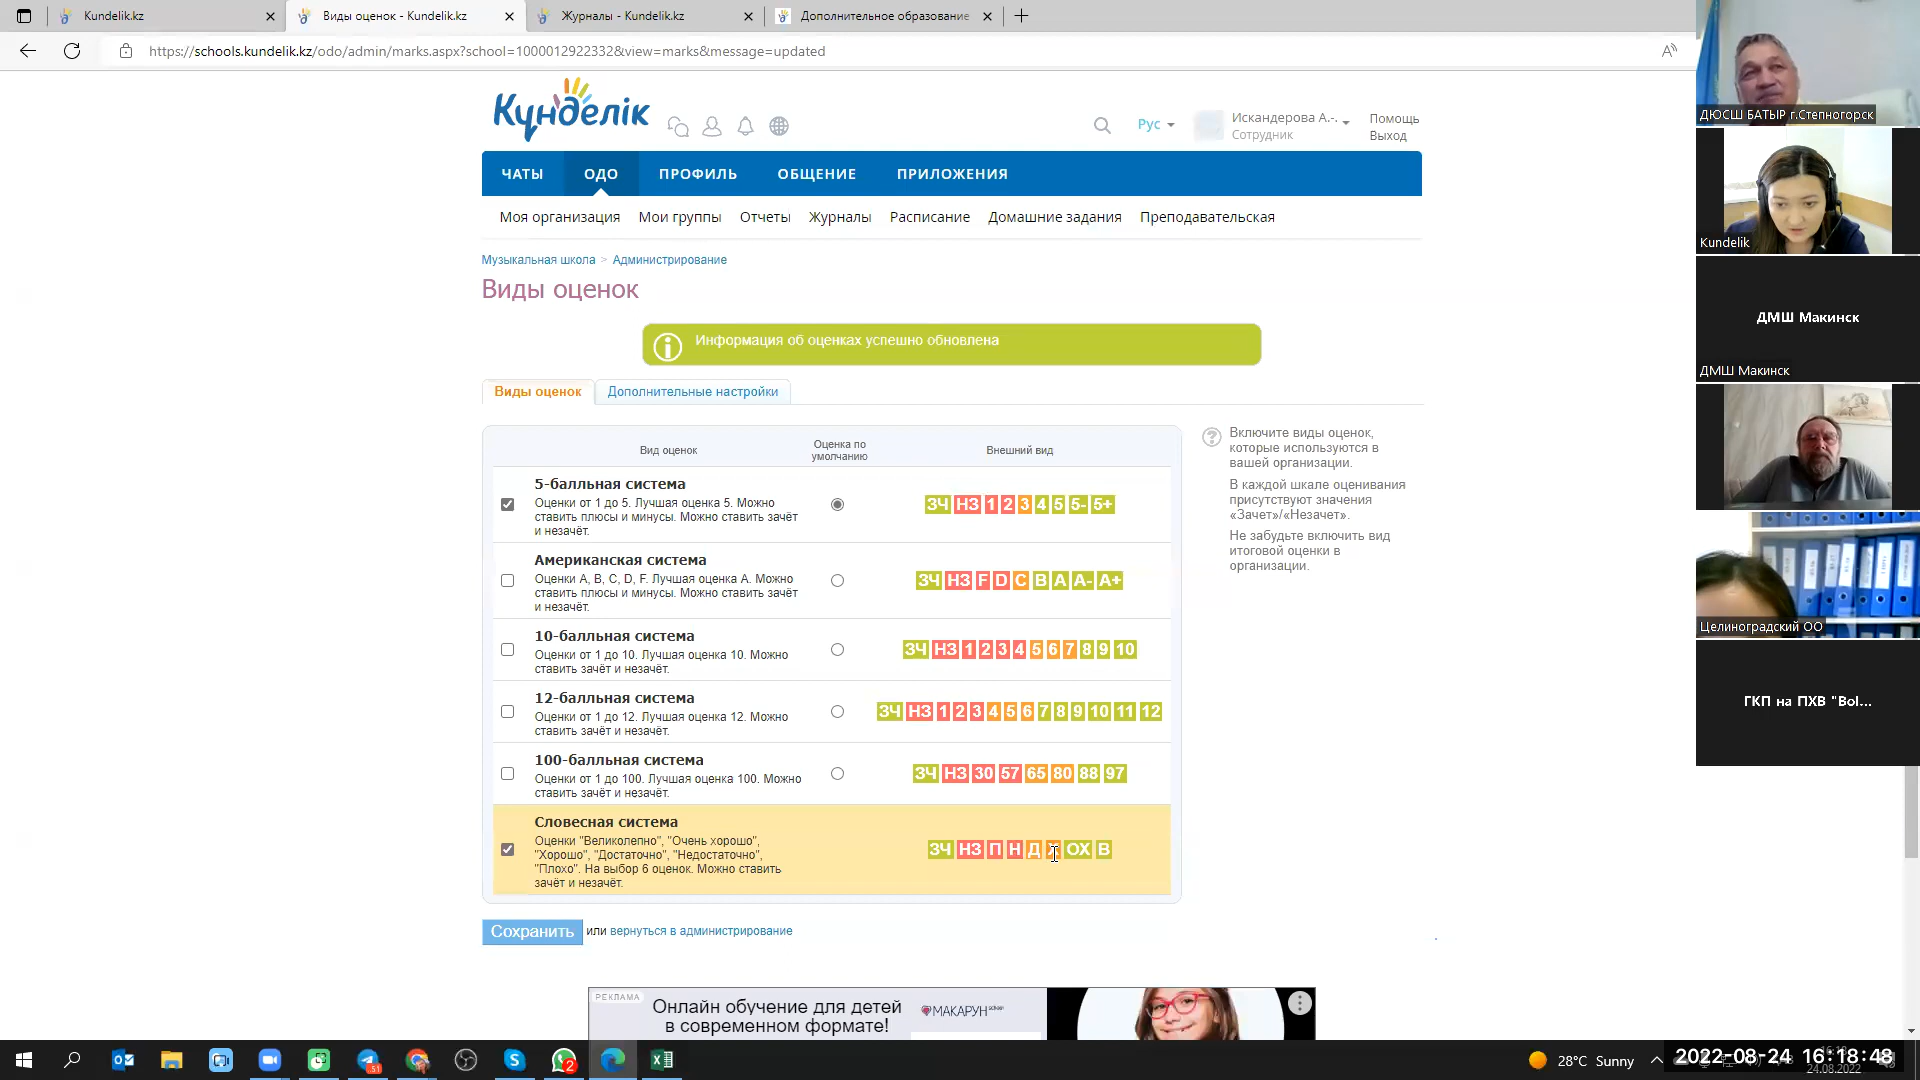 Kundelik.kz
Виды оценок - Kundelik.kz
Журналы - Kundelik.kz
Дополнительное образование
https://schools.kundelik.kz/odo/admin/marks.aspx?school=1000012922332&view=marks&message=updated
Күнделік
Рус
Искандерова А.-.
Сотрудник
Помощь
Выход
ЧАТЫ ОДО ПРОФИЛЬ ОБЩЕНИЕ ПРИЛОЖЕНИЯ
Моя организация Мои группы Отчеты Журналы Расписание Домашние задания Преподавательская
Музыкальная школа > Администрирование
Виды оценок
Информация об оценках успешно обновлена
Виды оценок Дополнительные настройки
Вид оценок
Оценка по
умолчанию
Внешний вид
5-балльная система
Оценки от 1 до 5. Лучшая оценка 5. Можно
ставить плюсы и минусы. Можно ставить зачёт
и незачёт.
ЗЧ НЗ 1 2 3 4 5 5- 5+
Американская система
Оценки A, B, C, D, F. Лучшая оценка A. Можно
ставить плюсы и минусы. Можно ставить зачёт
и незачёт.
ЗЧ НЗ F D C B A A- A+
10-балльная система
Оценки от 1 до 10. Лучшая оценка 10. Можно
ставить зачёт и незачёт.
ЗЧ НЗ 1 2 3 4 5 6 7 8 9 10
12-балльная система
Оценки от 1 до 12. Лучшая оценка 12. Можно
ставить зачёт и незачёт.
ЗЧ НЗ 1 2 3 4 5 6 7 8 9 10 11 12
100-балльная система
Оценки от 1 до 100. Лучшая оценка 100. Можно
ставить зачёт и незачёт.
ЗЧ НЗ 30 57 65 80 88 97
Словесная система
Оценки "Великолепно", "Очень хорошо",
"Хорошо", "Достаточно", "Недостаточно",
"Плохо". На выбор 6 оценок. Можно ставить
зачёт и незачёт.
ЗЧ НЗ П Н Д ОХ В
Включите виды оценок,
которые используются в
вашей организации.
В каждой шкале оценивания
присутствуют значения
«Зачет»/«Незачет».
Не забудьте включить вид
итоговой оценки в
организации.
Сохранить или вернуться в администрирование
РЕКЛАМА
Онлайн обучение для детей
в современном формате!
МАКАРУН
ДЮСШ БАТЫР г.Степногорск
Kundelik
ДМШ Макинск
ДМШ Макинск
Целиноградский ОО
ГКП на ПХВ "Bol...
51
2
28°C Sunny
2022-08-24 16:18:48
24.08.2022